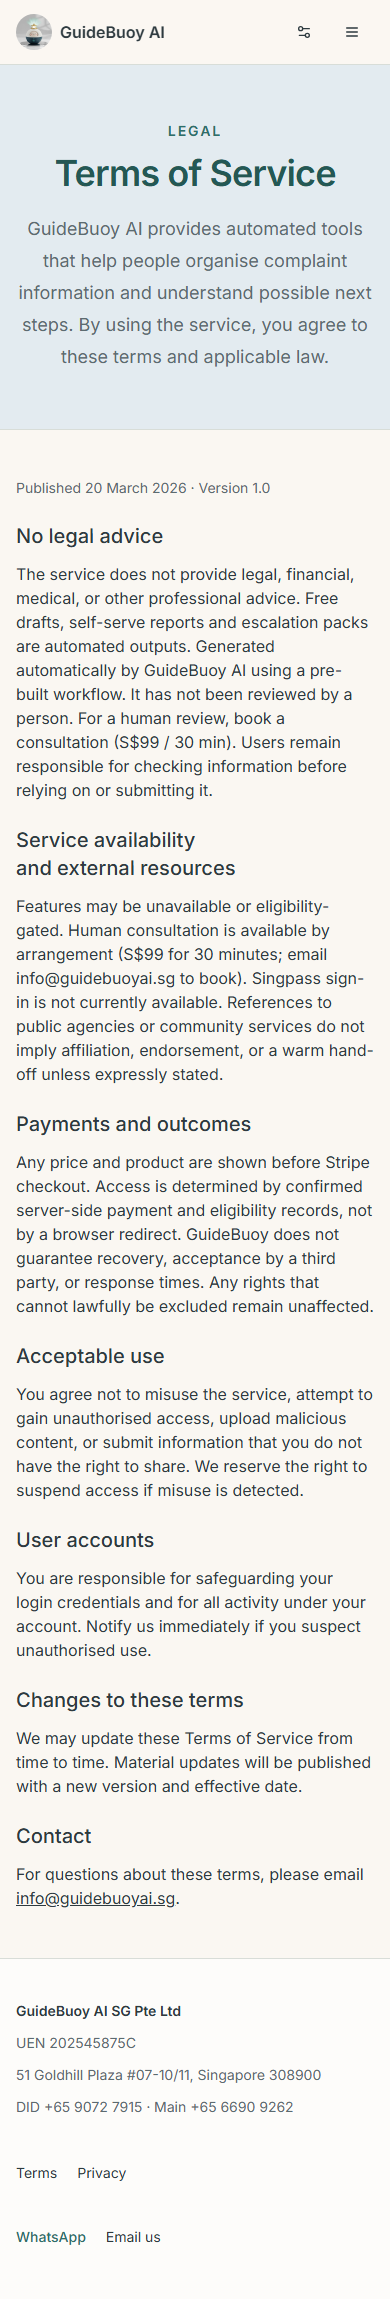 GuideBuoy AI
LEGAL
Terms of Service
GuideBuoy AI provides automated tools
that help people organise complaint
information and understand possible next
steps. By using the service, you agree to
these terms and applicable law.
Published 20 March 2026 · Version 1.0
No legal advice
The service does not provide legal, financial,
medical, or other professional advice. Free
drafts, self-serve reports and escalation packs
are automated outputs. Generated
automatically by GuideBuoy AI using a pre-
built workflow. It has not been reviewed by a
person. For a human review, book a
consultation (S$99 / 30 min). Users remain
responsible for checking information before
relying on or submitting it.
Service availability
and external resources
Features may be unavailable or eligibility-
gated. Human consultation is available by
arrangement (S$99 for 30 minutes; email
info@guidebuoyai.sg to book). Singpass sign-
in is not currently available. References to
public agencies or community services do not
imply affiliation, endorsement, or a warm hand-
off unless expressly stated.
Payments and outcomes
Any price and product are shown before Stripe
checkout. Access is determined by confirmed
server-side payment and eligibility records, not
by a browser redirect. GuideBuoy does not
guarantee recovery, acceptance by a third
party, or response times. Any rights that
cannot lawfully be excluded remain unaffected.
Acceptable use
You agree not to misuse the service, attempt to
gain unauthorised access, upload malicious
content, or submit information that you do not
have the right to share. We reserve the right to
suspend access if misuse is detected.
User accounts
You are responsible for safeguarding your
login credentials and for all activity under your
account. Notify us immediately if you suspect
unauthorised use.
Changes to these terms
We may update these Terms of Service from
time to time. Material updates will be published
with a new version and effective date.
Contact
For questions about these terms, please email
info@guidebuoyai.sg.
GuideBuoy AI SG Pte Ltd
UEN 202545875C
51 Goldhill Plaza #07-10/11, Singapore 308900
DID +65 9072 7915 · Main +65 6690 9262
Terms Privacy
WhatsApp Email us